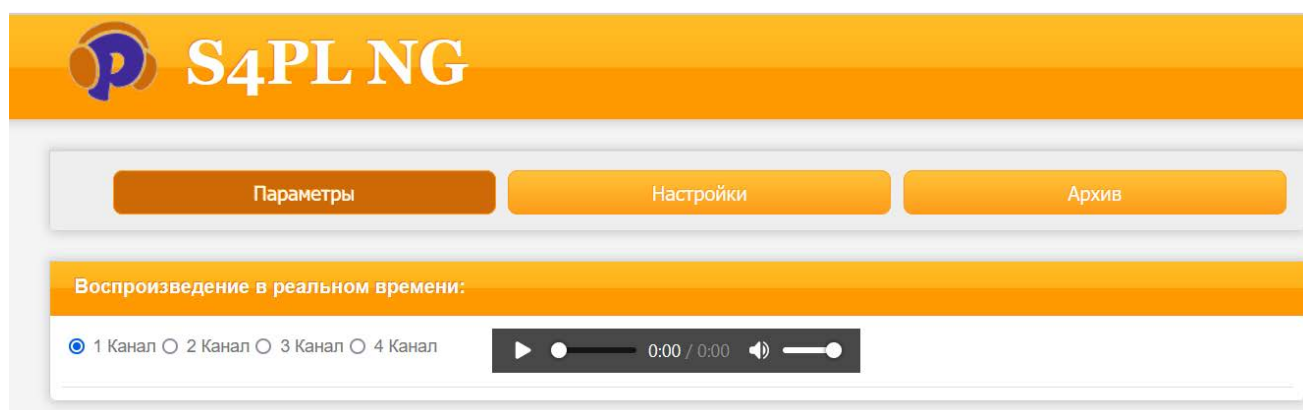 S4PL NG
Параметры Настройки Архив
Воспроизведение в реальном времени:
1 Канал 2 Канал 3 Канал 4 Канал 0:00 / 0:00